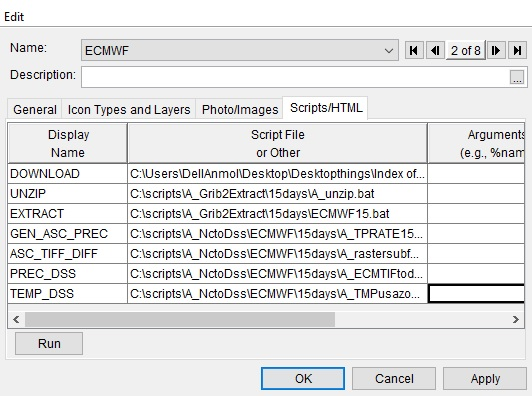 Edit
Name: ECMWF 2 of 8
Description: ...
General Icon Types and Layers Photo/Images Scripts/HTML
Display Name Script File or Other Arguments (e.g., %nam
DOWNLOAD C:\Users\DellAnmol\Desktop\Desktopthings\Index of...
UNZIP C:\scripts\A_Grib2Extract\15days\A_unzip.bat
EXTRACT C:\scripts\A_Grib2Extract\15days\ECMWF15.bat
GEN_ASC_PREC C:\scripts\A_NctoDss\ECMWF\15days\A_TPRATE15...
ASC_TIFF_DIFF C:\scripts\A_NctoDss\ECMWF\15days\A_rastersubf...
PREC_DSS C:\scripts\A_NctoDss\ECMWF\15days\A_ECMTIFtod...
TEMP_DSS C:\scripts\A_NctoDss\ECMWF\15days\A_TMPusazo...
Run
OK Cancel Apply